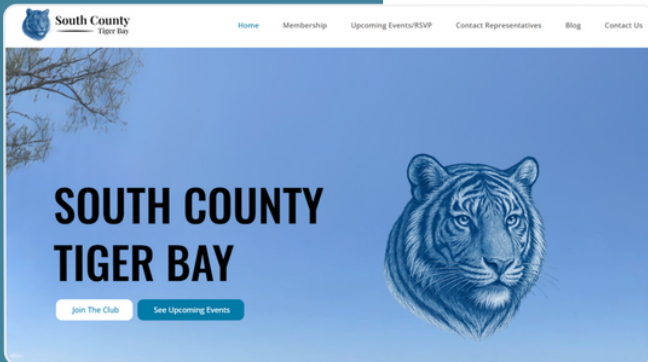 South County
Tiger Bay
Home Membership Upcoming Events/RSVP Contact Representatives Blog Contact Us
SOUTH COUNTY
TIGER BAY
Join The Club See Upcoming Events